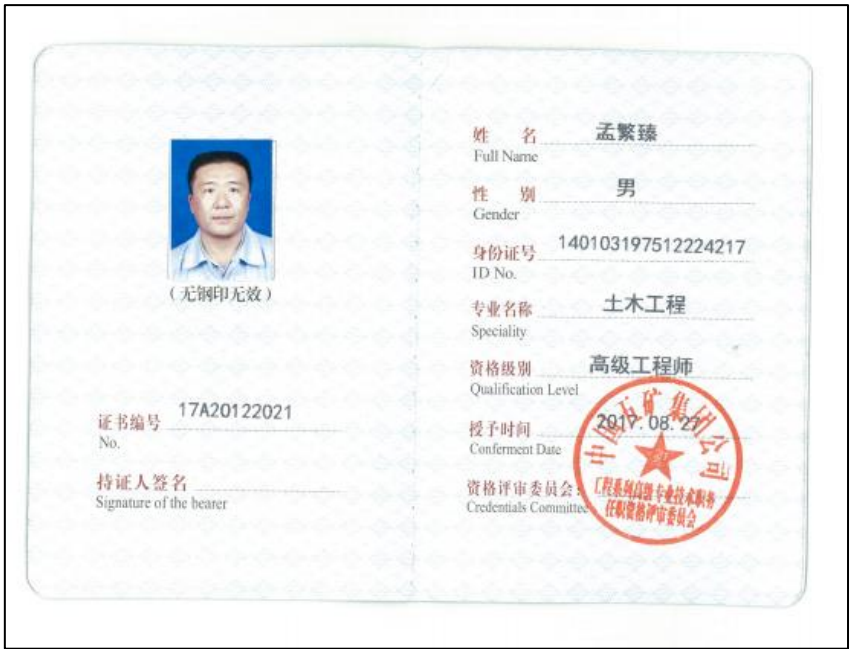 （无钢印无效）
证书编号 17A20122021
No.
持证人签名
Signature of the bearer
姓 名 孟繁臻
Full Name
性 别 男
Gender
身份证号 140103197512224217
ID No.
专业名称 土木工程
Speciality
资格级别 高级工程师
Qualification Level
授予时间 2017.08.27
Conferment Date
资格评审委员会：
Credentials Committee
中国五矿集团公司
工程系列高级专业技术职务
任职资格评审委员会